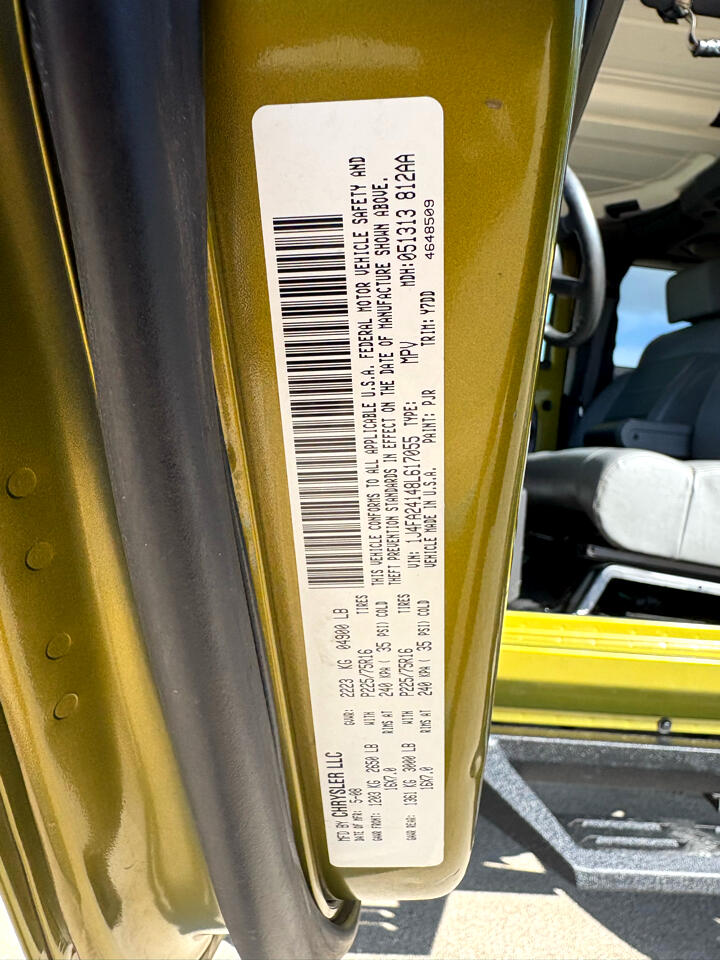 MFD BY CHRYSLER LLC
DATE OF MFR: 5-08
GVWR: 2223 KG 04900 LB
GAWR FRONT: 1203 KG 2650 LB WITH P225/75R16 TIRES
16X7.0 RIMS AT 240 KPA ( 35 PSI) COLD
GAWR REAR: 1361 KG 3000 LB WITH P225/75R16 TIRES
16X7.0 RIMS AT 240 KPA ( 35 PSI) COLD
THIS VEHICLE CONFORMS TO ALL APPLICABLE U.S.A. FEDERAL MOTOR VEHICLE SAFETY AND
THEFT PREVENTION STANDARDS IN EFFECT ON THE DATE OF MANUFACTURE SHOWN ABOVE.
VIN: 1J4FA24148L617055 TYPE: MPV MDH:051313 812AA
VEHICLE MADE IN U.S.A. PAINT: PJR TRIM: Y7DD 4648509